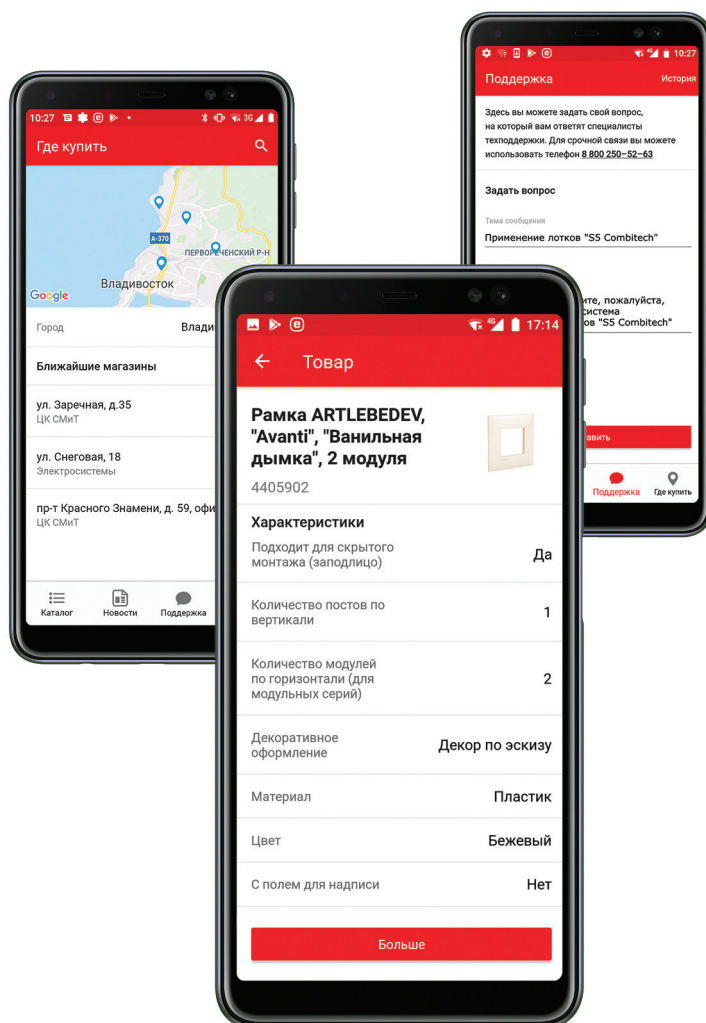 10:27
3G
Где купить
А-370
ПЕРВОРЕЧЕНСКИЙ Р-Н
Владивосток
Google
Город
Ближайшие магазины
ул. Заречная, д.35
ЦК СМиТ
ул. Снеговая, 18
Электросистемы
пр-т Красного Знамени, д. 59,
ЦК СМиТ
Каталог Новости Поддержка
4G 10:27
Поддержка История
Здесь вы можете задать свой вопрос,
на который вам ответят специалисты
техподдержки. Для срочной связи вы можете
использовать телефон 8 800 250–52–63
Задать вопрос
Тема сообщения
Применение лотков "S5 Combitech"
пожалуйста,
система
"S5 Combitech"
Поддержка Где купить
4G 17:14
Товар
Рамка ARTLEBEDEV,
"Avanti", "Ванильная
дымка", 2 модуля
4405902
Характеристики
Подходит для скрытого
монтажа (заподлицо) Да
Количество постов по
вертикали 1
Количество модулей
по горизонтали (для
модульных серий) 2
Декоративное
оформление Декор по эскизу
Материал Пластик
Цвет Бежевый
С полем для надписи Нет
Больше